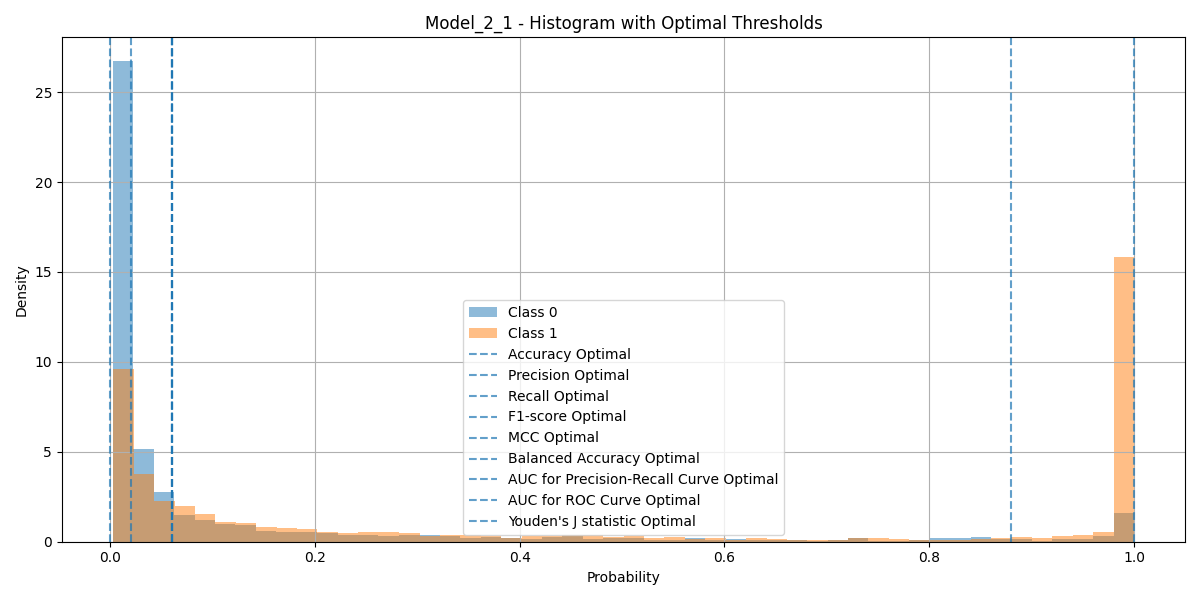 Model_2_1 - Histogram with Optimal Thresholds
Density
25
20
15
10
5
0
Class 0
Class 1
Accuracy Optimal
Precision Optimal
Recall Optimal
F1-score Optimal
MCC Optimal
Balanced Accuracy Optimal
AUC for Precision-Recall Curve Optimal
AUC for ROC Curve Optimal
Youden's J statistic Optimal
0.0 0.2 0.4 0.6 0.8 1.0
Probability